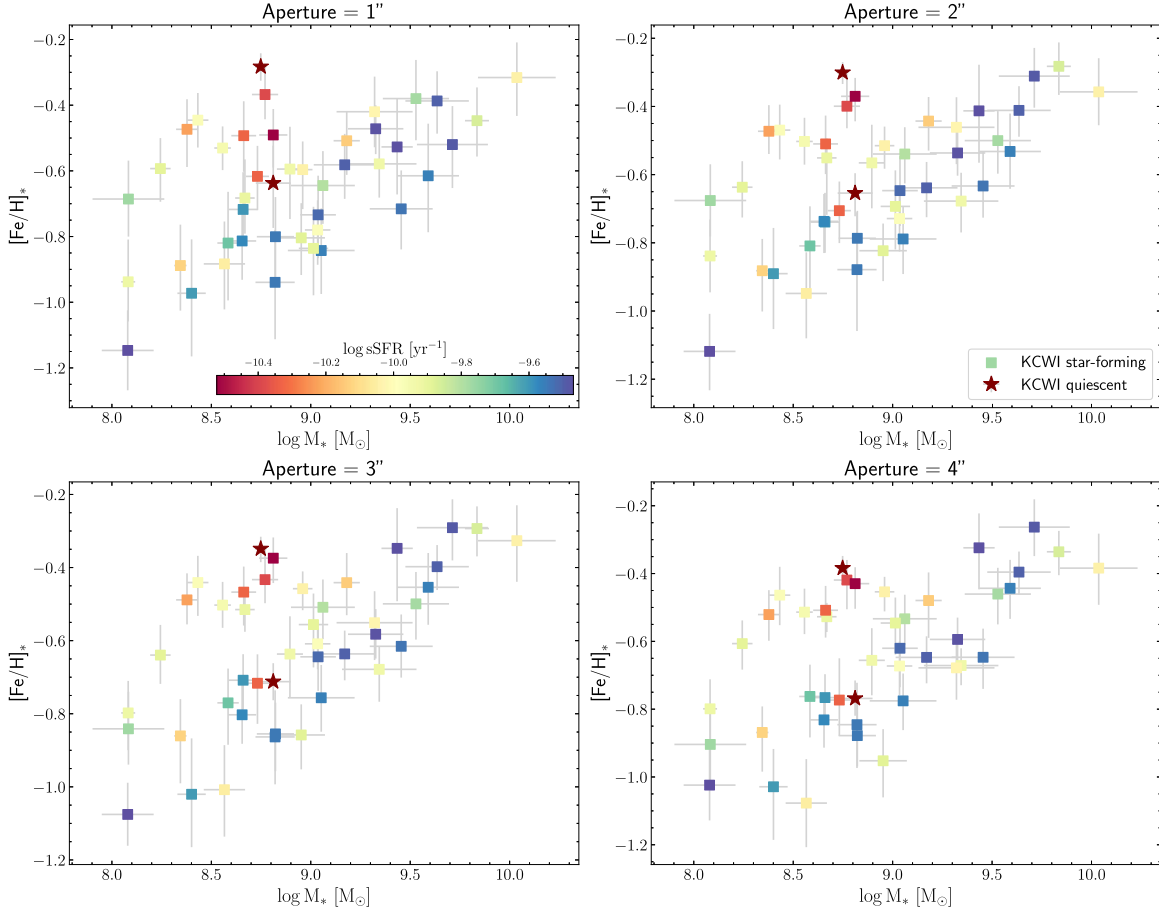 Aperture = 1”
Aperture = 2”
−0.2
−0.4
−0.6
−0.8
−1.0
−1.2
[Fe/H]*
log sSFR [yr−1]
−10.4 −10.2 −10.0 −9.8 −9.6
8.0 8.5 9.0 9.5 10.0
log M* [M⊙]
−0.2
−0.4
−0.6
−0.8
−1.0
−1.2
[Fe/H]*
KCWI star-forming
KCWI quiescent
8.0 8.5 9.0 9.5 10.0
log M* [M⊙]
Aperture = 3”
Aperture = 4”
−0.2
−0.4
−0.6
−0.8
−1.0
−1.2
[Fe/H]*
8.0 8.5 9.0 9.5 10.0
log M* [M⊙]
−0.2
−0.4
−0.6
−0.8
−1.0
−1.2
[Fe/H]*
8.0 8.5 9.0 9.5 10.0
log M* [M⊙]